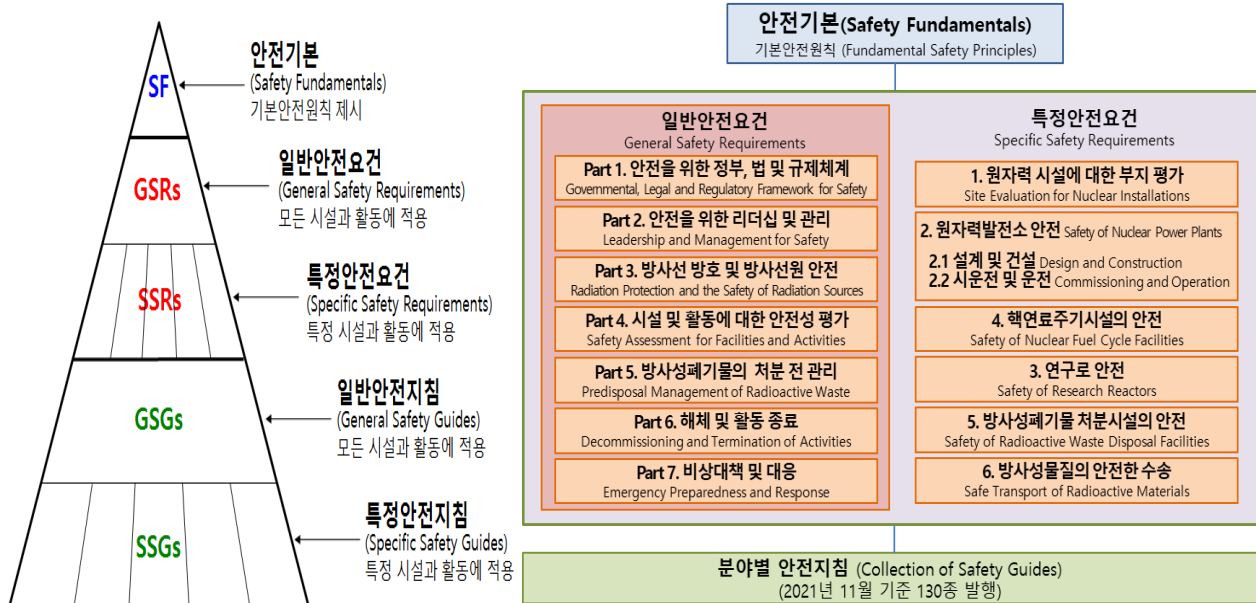 SF
안전기본
(Safety Fundamentals)
기본안전원칙 제시
GSRs
일반안전요건
(General Safety Requirements)
모든 시설과 활동에 적용
SSRs
특정안전요건
(Specific Safety Requirements)
특정 시설과 활동에 적용
GSGs
일반안전지침
(General Safety Guides)
모든 시설과 활동에 적용
SSGs
특정안전지침
(Specific Safety Guides)
특정 시설과 활동에 적용
안전기본(Safety Fundamentals)
기본안전원칙 (Fundamental Safety Principles)
일반안전요건
General Safety Requirements
Part 1. 안전을 위한 정부, 법 및 규제체계
Governmental, Legal and Regulatory Framework for Safety
Part 2. 안전을 위한 리더십 및 관리
Leadership and Management for Safety
Part 3. 방사선 방호 및 방사선원 안전
Radiation Protection and the Safety of Radiation Sources
Part 4. 시설 및 활동에 대한 안전성 평가
Safety Assessment for Facilities and Activities
Part 5. 방사성폐기물의 처분 전 관리
Predisposal Management of Radioactive Waste
Part 6. 해체 및 활동 종료
Decommissioning and Termination of Activities
Part 7. 비상대책 및 대응
Emergency Preparedness and Response
특정안전요건
Specific Safety Requirements
1. 원자력 시설에 대한 부지 평가
Site Evaluation for Nuclear Installations
2. 원자력발전소 안전 Safety of Nuclear Power Plants
2.1 설계 및 건설 Design and Construction
2.2 시운전 및 운전 Commissioning and Operation
4. 핵연료주기시설의 안전
Safety of Nuclear Fuel Cycle Facilities
3. 연구로 안전
Safety of Research Reactors
5. 방사성폐기물 처분시설의 안전
Safety of Radioactive Waste Disposal Facilities
6. 방사성물질의 안전한 수송
Safe Transport of Radioactive Materials
분야별 안전지침 (Collection of Safety Guides)
(2021년 11월 기준 130종 발행)